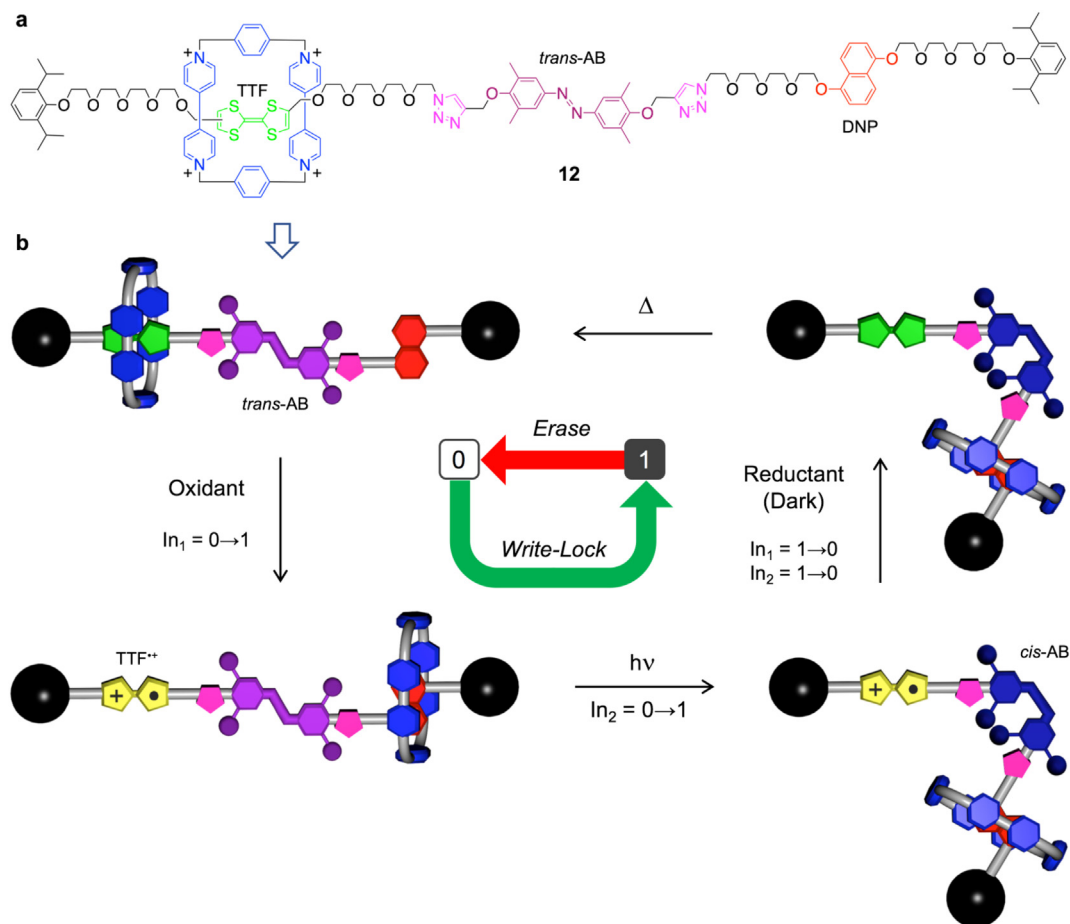 a
trans-AB
TTF
DNP
12
N
N
N
N
+
+
+
+
S
S
S
S
O
O
O
O
O
O
O
O
O
O
N
N
N
O
N
N
O
N
N
N
O
O
O
O
O
O
O
O
O
O
b
Δ
trans-AB
Erase
0
1
Write-Lock
Oxidant
In1 = 0→1
Reductant
(Dark)
In1 = 1→0
In2 = 1→0
TTF•+
+ •
hν
In2 = 0→1
cis-AB
+ •